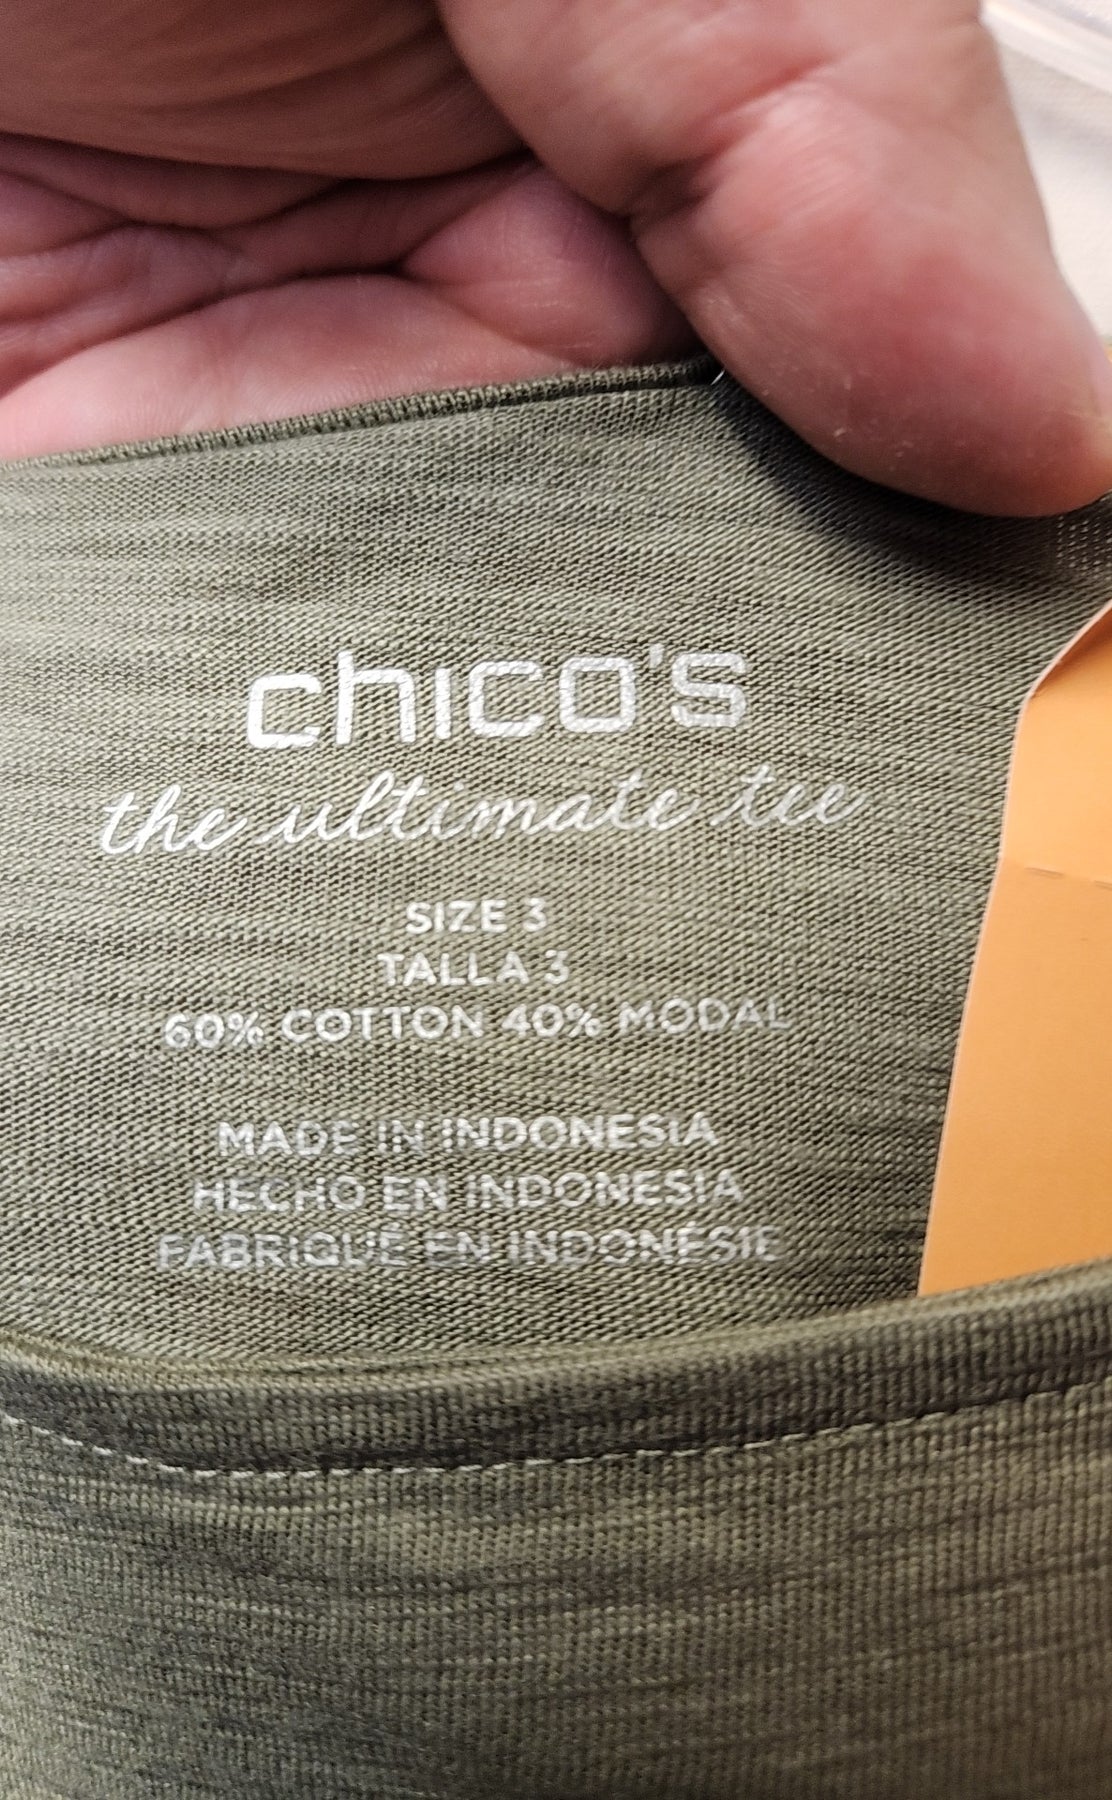 chico's
the ultimate tee
SIZE 3
TALLA 3
60% COTTON 40% MODAL
MADE IN INDONESIA
HECHO EN INDONESIA
FABRIQUÉ EN INDONÉSIE